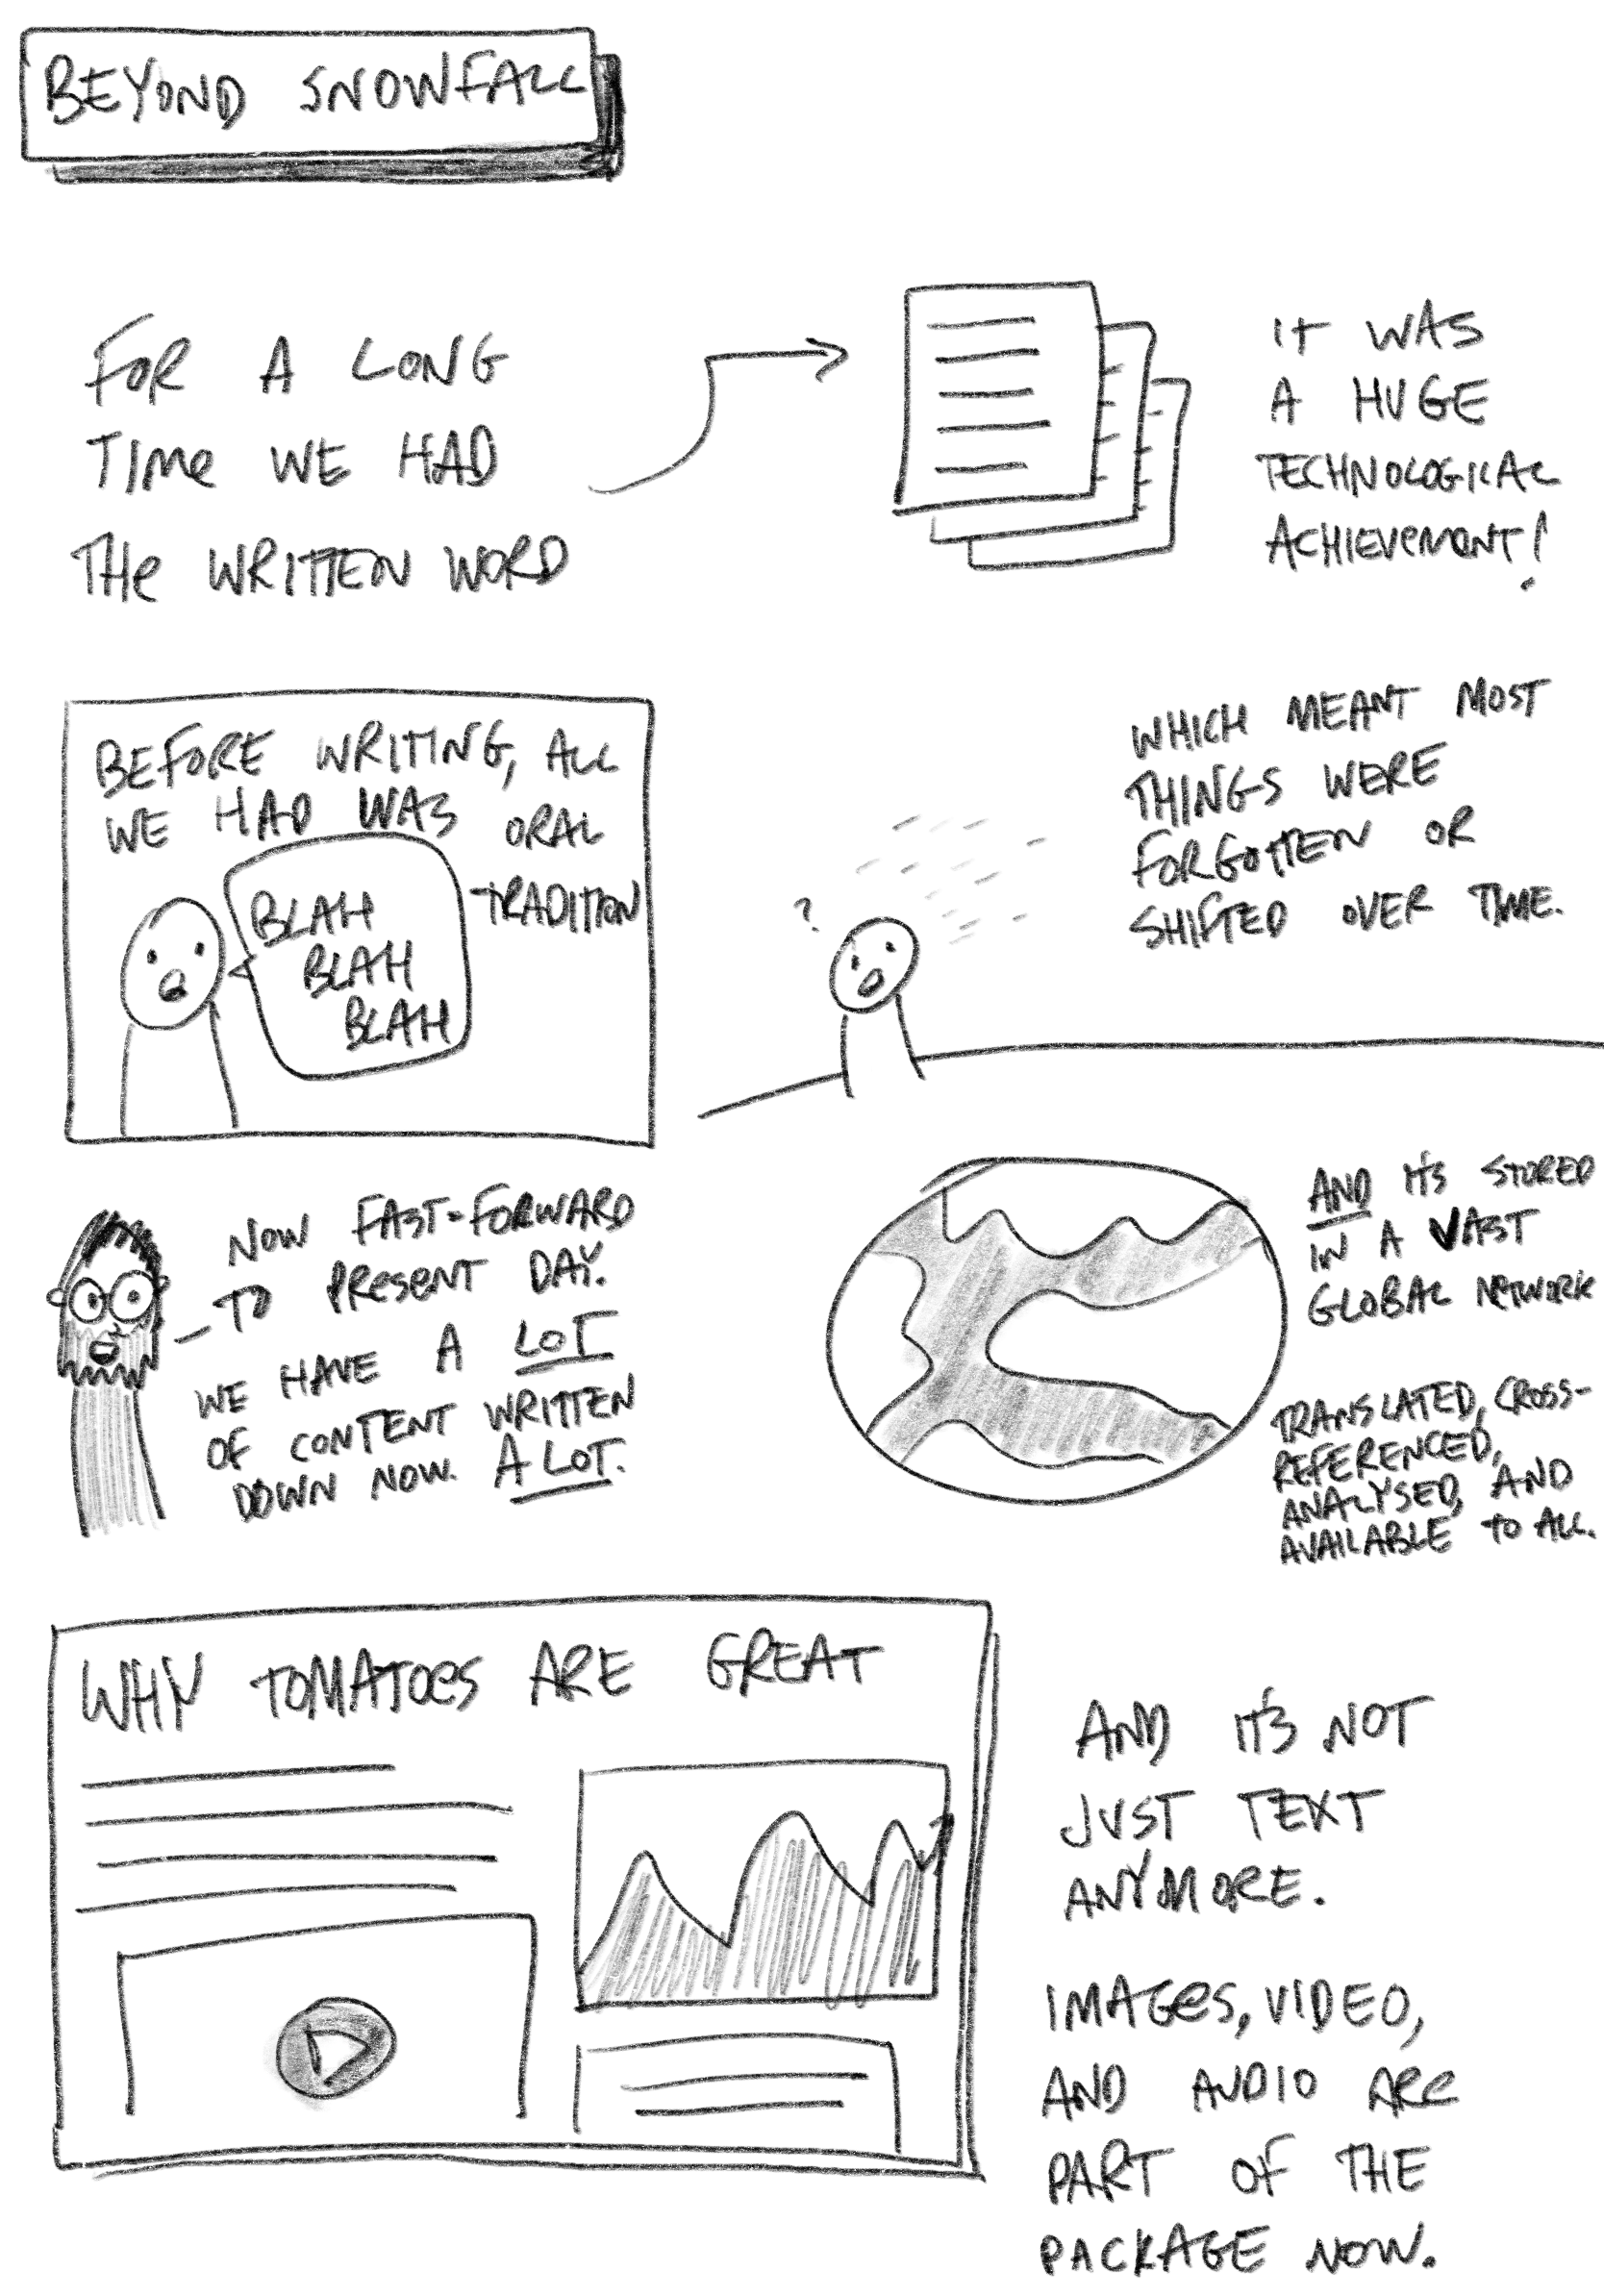 BEYOND SNOWFALL
FOR A LONG
TIME WE HAD
THE WRITTEN WORD
IT WAS
A HUGE
TECHNOLOGICAL
ACHIEVEMENT!
BEFORE WRITING, ALL
WE HAD WAS ORAL
TRADITION
BLAH
BLAH
BLAH
?
WHICH MEANT MOST
THINGS WERE
FORGOTTEN OR
SHIFTED OVER TIME.
NOW FAST-FORWARD
TO PRESENT DAY.
WE HAVE A LOT
OF CONTENT WRITTEN
DOWN NOW. A LOT.
AND IT'S STORED
IN A VAST
GLOBAL NETWORK
TRANSLATED, CROSS-
REFERENCED,
ANALYSED, AND
AVAILABLE TO ALL.
WHY TOMATOES ARE GREAT
AND IT'S NOT
JUST TEXT
ANYMORE.
IMAGES, VIDEO,
AND AUDIO ARE
PART OF THE
PACKAGE NOW.